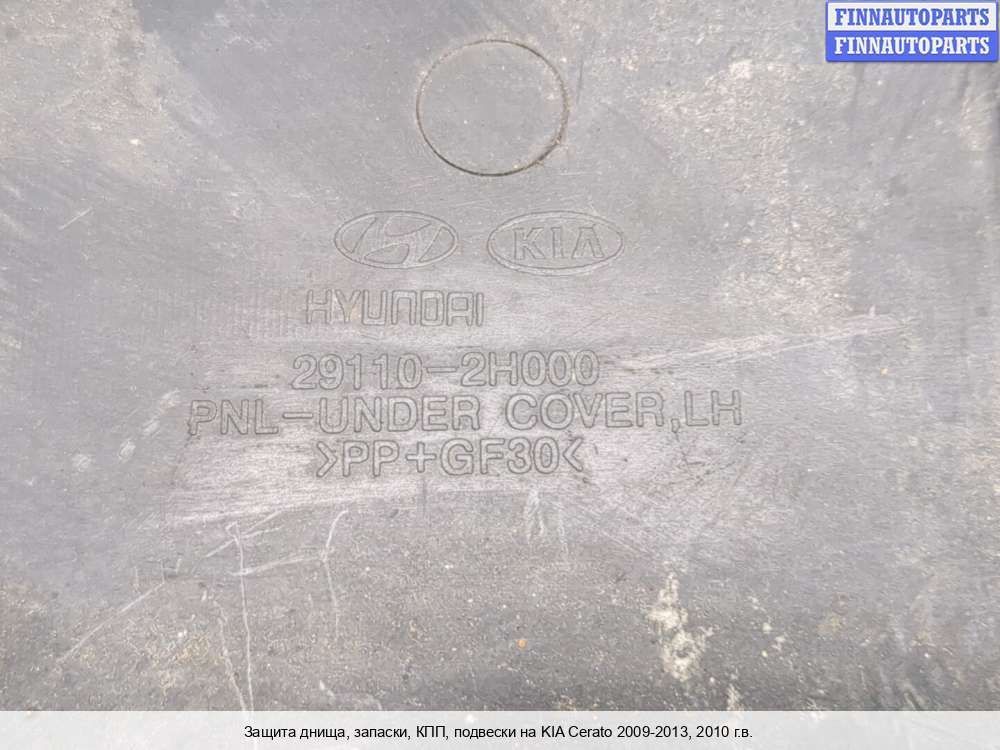 FINNAUTOPARTS
FINNAUTOPARTS
KIA
HYUNDAI
29110-2H000
PNL-UNDER COVER,LH
>PP+GF30<
Защита днища, запаски, КПП, подвески на KIA Cerato 2009-2013, 2010 г.в.